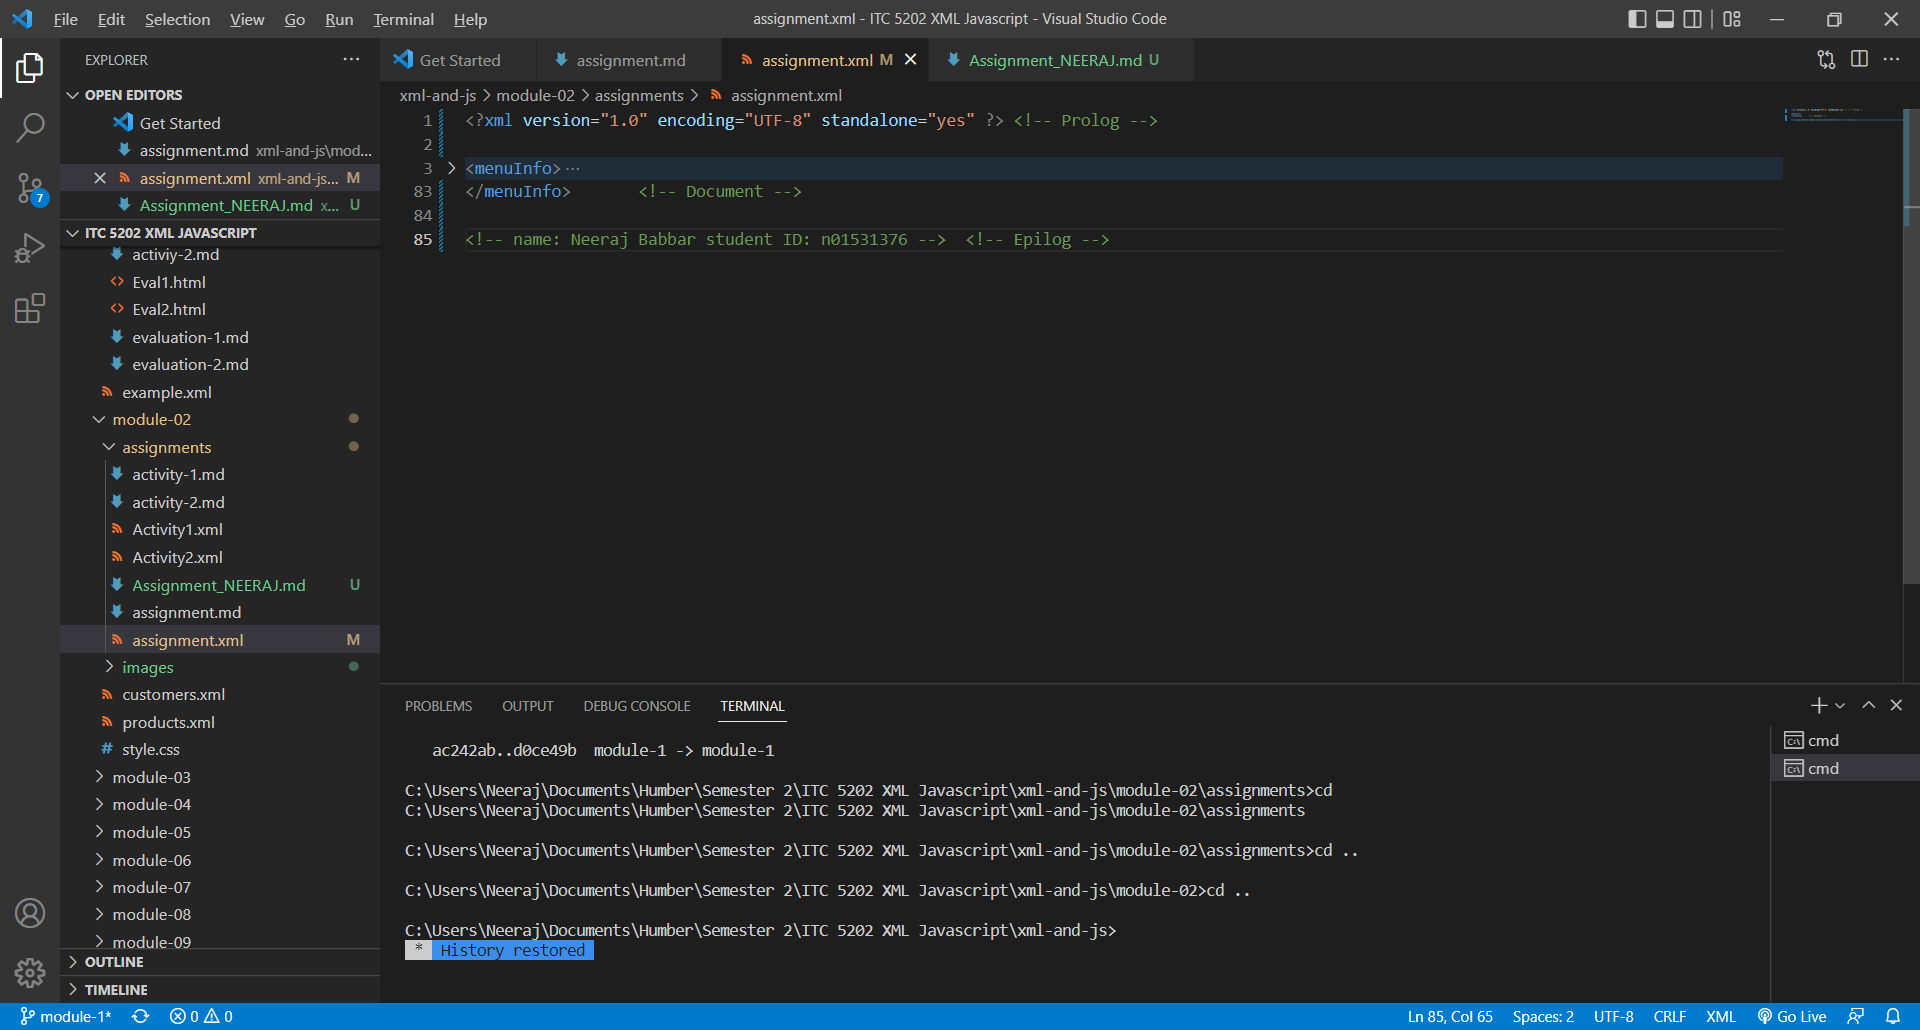 File Edit Selection View Go Run Terminal Help
assignment.xml - ITC 5202 XML Javascript - Visual Studio Code
EXPLORER
OPEN EDITORS
Get Started
assignment.md xml-and-js\mod...
assignment.xml xml-and-js... M
Assignment_NEERAJ.md x... U
ITC 5202 XML JAVASCRIPT
activiy-2.md
Eval1.html
Eval2.html
evaluation-1.md
evaluation-2.md
example.xml
module-02
assignments
activity-1.md
activity-2.md
Activity1.xml
Activity2.xml
Assignment_NEERAJ.md U
assignment.md
assignment.xml M
images
customers.xml
products.xml
style.css
module-03
module-04
module-05
module-06
module-07
module-08
module-09
OUTLINE
TIMELINE
7
Get Started assignment.md assignment.xml M Assignment_NEERAJ.md U
xml-and-js > module-02 > assignments > assignment.xml
1 <?xml version="1.0" encoding="UTF-8" standalone="yes" ?> <!-- Prolog -->
2
3 <menuInfo>···
83 </menuInfo> <!-- Document -->
84
85 <!-- name: Neeraj Babbar student ID: n01531376 --> <!-- Epilog -->
PROBLEMS OUTPUT DEBUG CONSOLE TERMINAL
ac242ab..d0ce49b module-1 -> module-1
C:\Users\Neeraj\Documents\Humber\Semester 2\ITC 5202 XML Javascript\xml-and-js\module-02\assignments>cd
C:\Users\Neeraj\Documents\Humber\Semester 2\ITC 5202 XML Javascript\xml-and-js\module-02\assignments
C:\Users\Neeraj\Documents\Humber\Semester 2\ITC 5202 XML Javascript\xml-and-js\module-02\assignments>cd ..
C:\Users\Neeraj\Documents\Humber\Semester 2\ITC 5202 XML Javascript\xml-and-js\module-02>cd ..
C:\Users\Neeraj\Documents\Humber\Semester 2\ITC 5202 XML Javascript\xml-and-js>
* History restored
cmd
cmd
module-1* 0 0
Ln 85, Col 65 Spaces: 2 UTF-8 CRLF XML Go Live